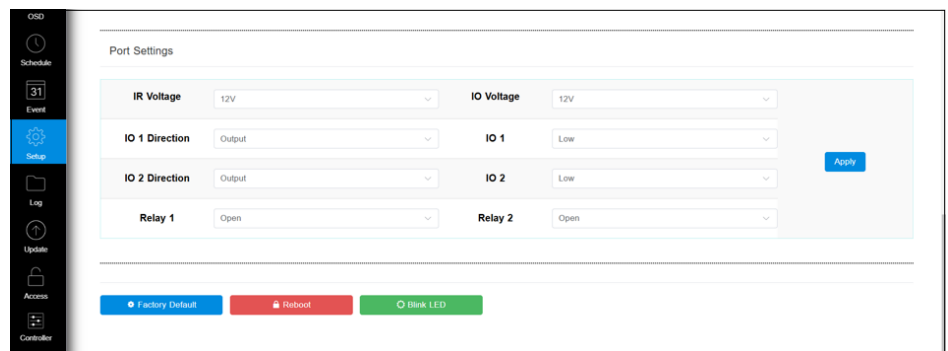 OSD
Schedule
31
Event
Setup
Log
Update
Access
Controller
Port Settings
IR Voltage 12V IO Voltage 12V
IO 1 Direction Output IO 1 Low
IO 2 Direction Output IO 2 Low
Relay 1 Open Relay 2 Open
Apply
Factory Default Reboot Blink LED